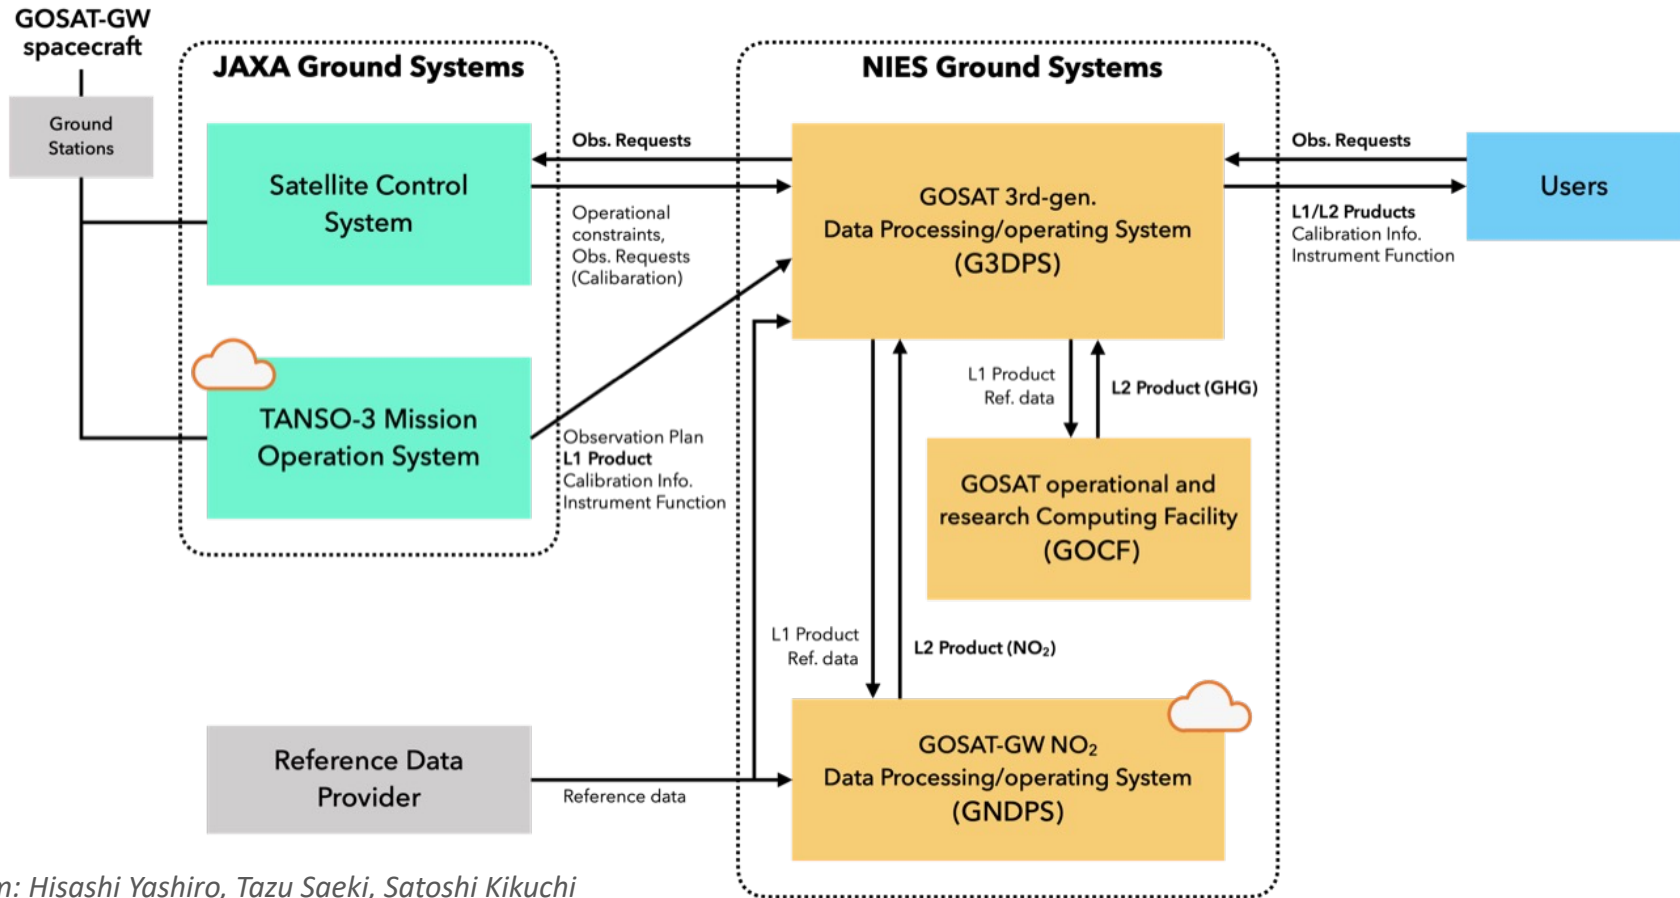 GOSAT-GW
spacecraft
Ground
Stations
JAXA Ground Systems
Satellite Control
System
TANSO-3 Mission
Operation System
Obs. Requests
Operational
constraints,
Obs. Requests
(Calibaration)
Observation Plan
L1 Product
Calibration Info.
Instrument Function
Reference Data
Provider
Reference data
NIES Ground Systems
GOSAT 3rd-gen.
Data Processing/operating System
(G3DPS)
L1 Product
Ref. data
L2 Product (GHG)
GOSAT operational and
research Computing Facility
(GOCF)
L1 Product
Ref. data
L2 Product (NO₂)
GOSAT-GW NO₂
Data Processing/operating System
(GNDPS)
Obs. Requests
L1/L2 Pruducts
Calibration Info.
Instrument Function
Users
Hisashi Yashiro, Tazu Saeki, Satoshi Kikuchi